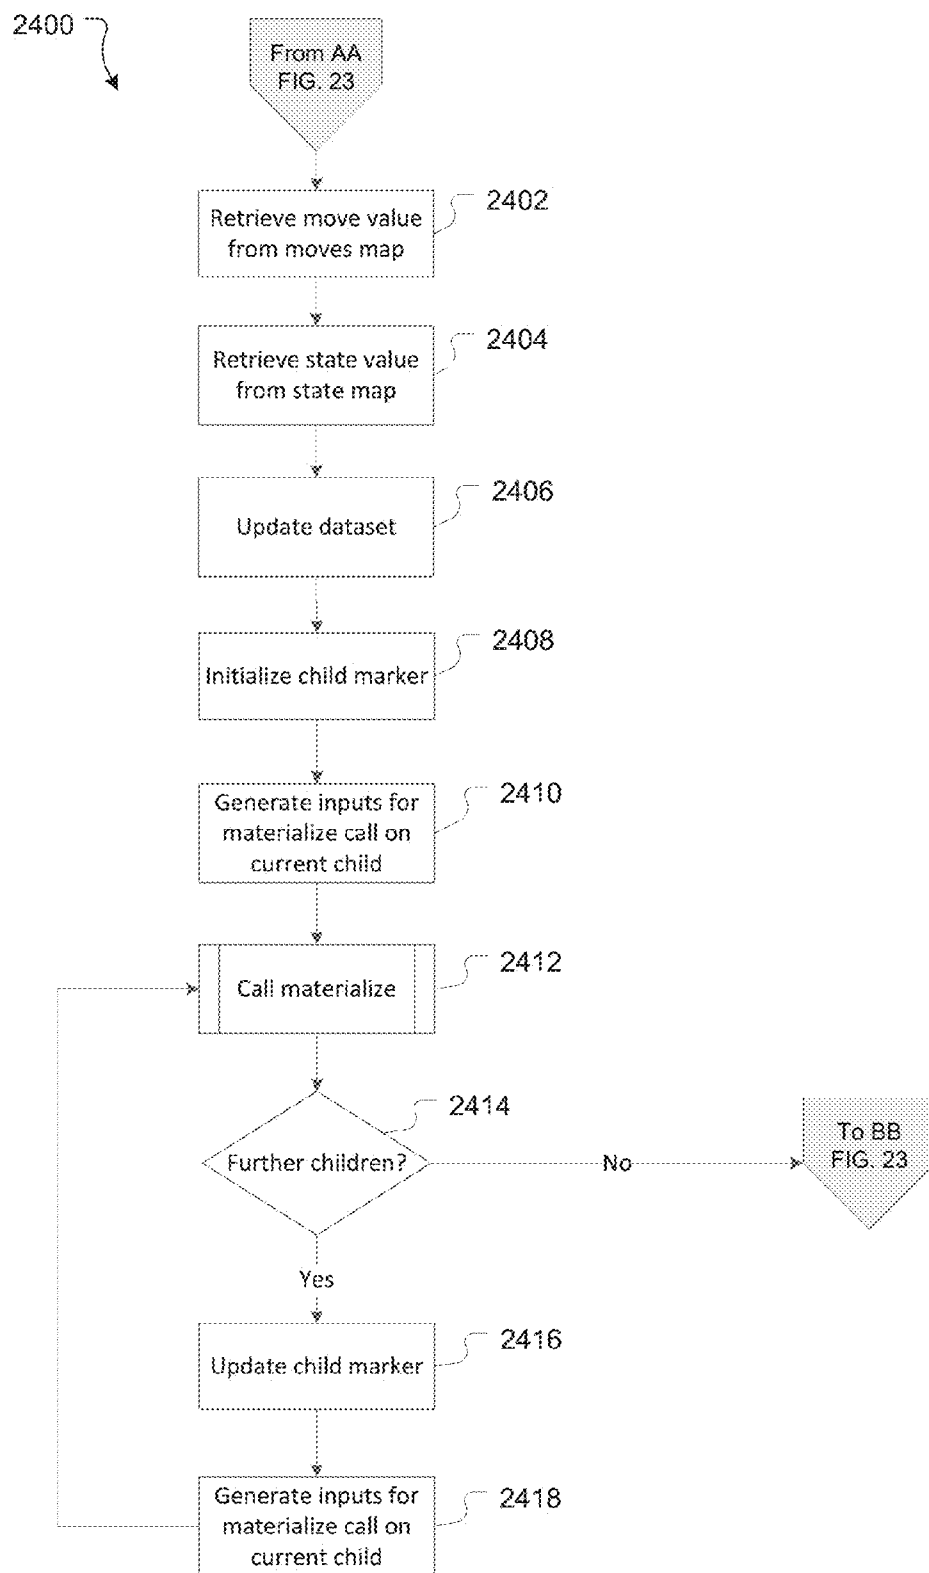 2400
From AA
FIG. 23
Retrieve move value
from moves map
2402
Retrieve state value
from state map
2404
Update dataset
2406
Initialize child marker
2408
Generate inputs for
materialize call on
current child
2410
Call materialize
2412
Further children?
2414
No
To BB
FIG. 23
Yes
Update child marker
2416
Generate inputs for
materialize call on
current child
2418